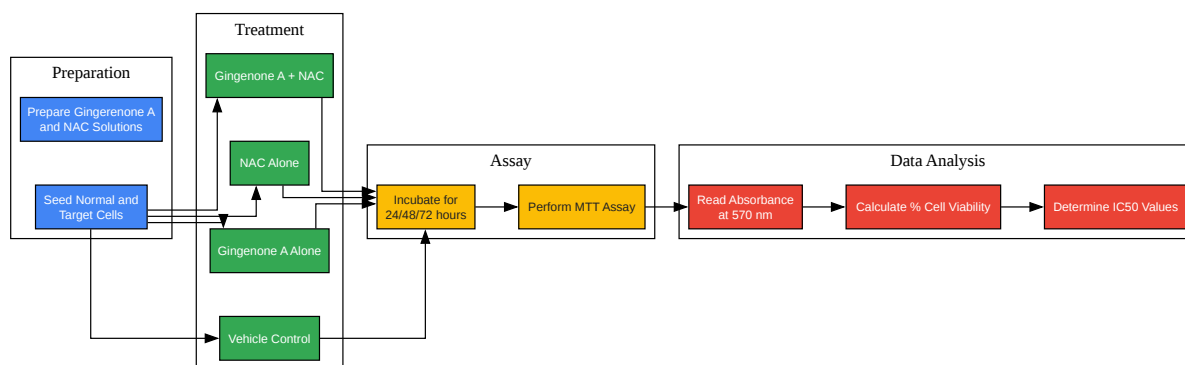 Preparation
Prepare Gingerenone A
and NAC Solutions
Seed Normal and
Target Cells
Treatment
Gingenone A + NAC
NAC Alone
Gingenone A Alone
Vehicle Control
Assay
Incubate for
24/48/72 hours
Perform MTT Assay
Data Analysis
Read Absorbance
at 570 nm
Calculate % Cell Viability
Determine IC50 Values